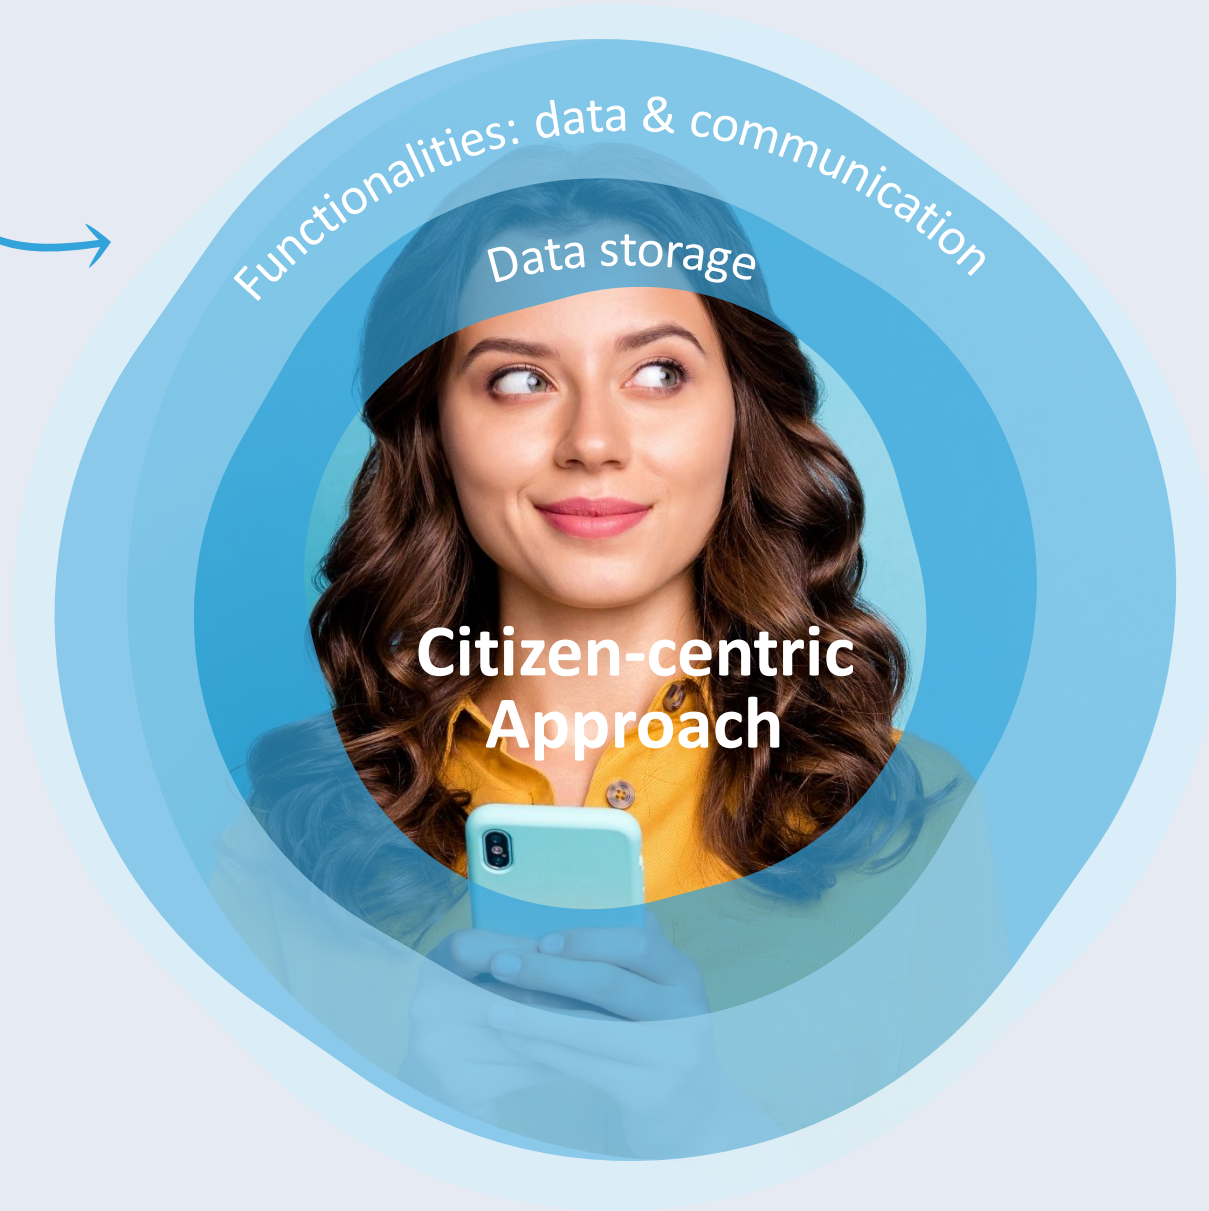 Functionalities: data & communication
Data storage
Citizen-centric
Approach